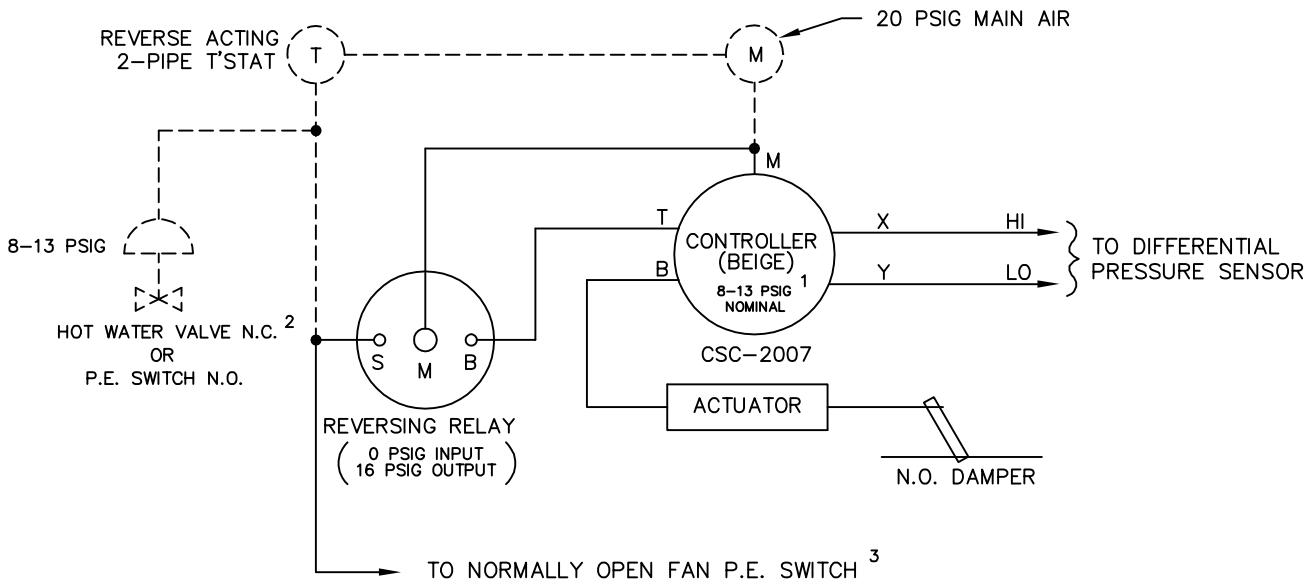 20 PSIG MAIN AIR
REVERSE ACTING
2-PIPE T'STAT
T
M
M
T
B
CONTROLLER
(BEIGE)
8-13 PSIG 1
NOMINAL
X
HI
Y
LO
TO DIFFERENTIAL
PRESSURE SENSOR
8-13 PSIG
HOT WATER VALVE N.C. 2
OR
P.E. SWITCH N.O.
S
M
B
CSC-2007
REVERSING RELAY
(0 PSIG INPUT
16 PSIG OUTPUT)
ACTUATOR
N.O. DAMPER
TO NORMALLY OPEN FAN P.E. SWITCH 3